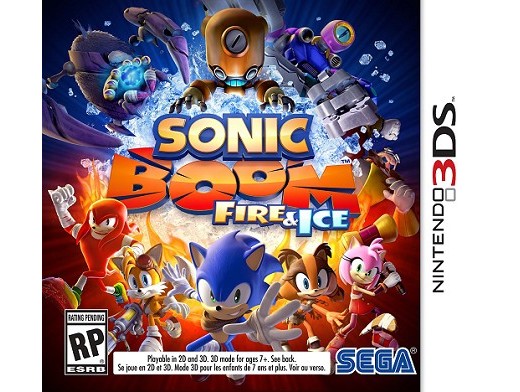 SONIC
BOOM™
FIRE & ICE
NINTENDO 3DS™
RATING PENDING
RP
ESRB
Playable in 2D and 3D. 3D mode for ages 7+. See back.
Se joue en 2D et 3D. Mode 3D pour les enfants de 7 ans et plus. Voir au verso.
SEGA®